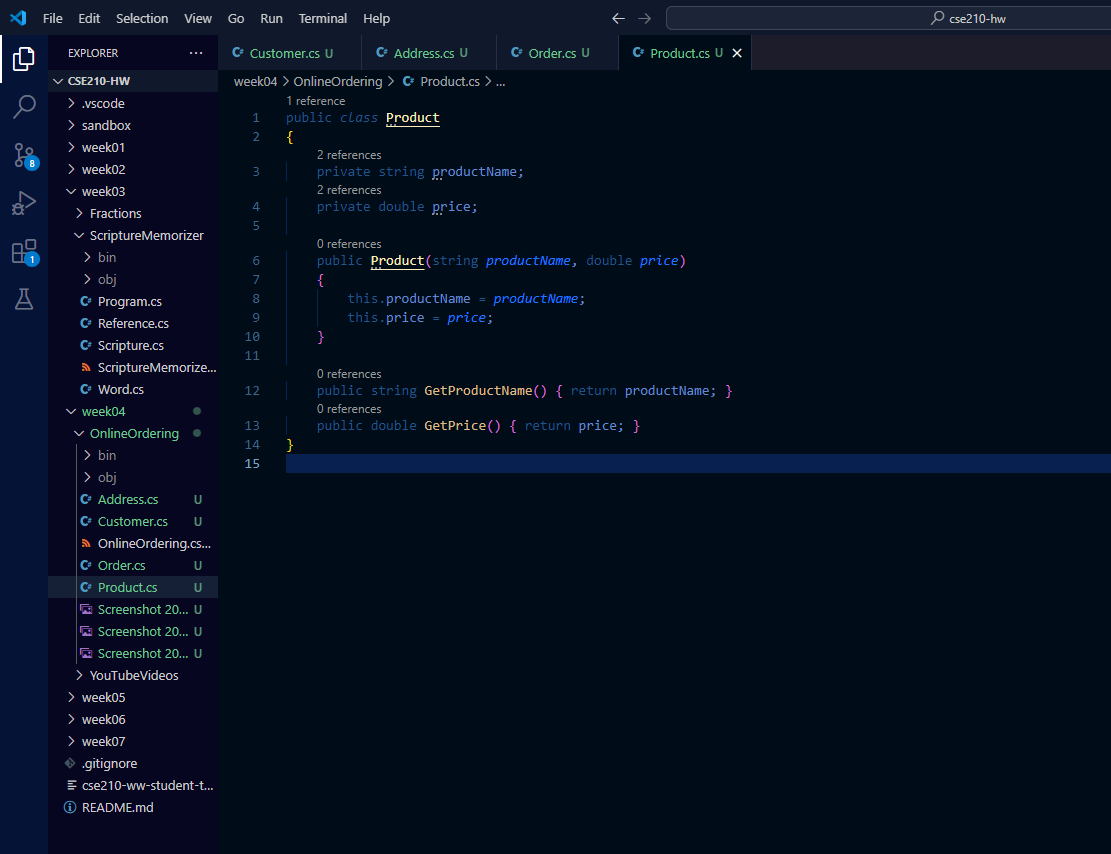 File Edit Selection View Go Run Terminal Help
cse210-hw
EXPLORER
CSE210-HW
.vscode
sandbox
week01
week02
week03
Fractions
ScriptureMemorizer
bin
obj
C# Program.cs
C# Reference.cs
C# Scripture.cs
ScriptureMemorize...
C# Word.cs
week04
OnlineOrdering
bin
obj
C# Address.cs U
C# Customer.cs U
OnlineOrdering.cs...
C# Order.cs U
C# Product.cs U
Screenshot 20... U
Screenshot 20... U
Screenshot 20... U
YouTubeVideos
week05
week06
week07
.gitignore
cse210-ww-student-t...
README.md
8
1
C# Customer.cs U C# Address.cs U C# Order.cs U C# Product.cs U
week04 > OnlineOrdering > C# Product.cs > ...
1 reference
1 public class Product
2 {
2 references
3 private string productName;
2 references
4 private double price;
5
0 references
6 public Product(string productName, double price)
7 {
8 this.productName = productName;
9 this.price = price;
10 }
11
0 references
12 public string GetProductName() { return productName; }
0 references
13 public double GetPrice() { return price; }
14 }
15